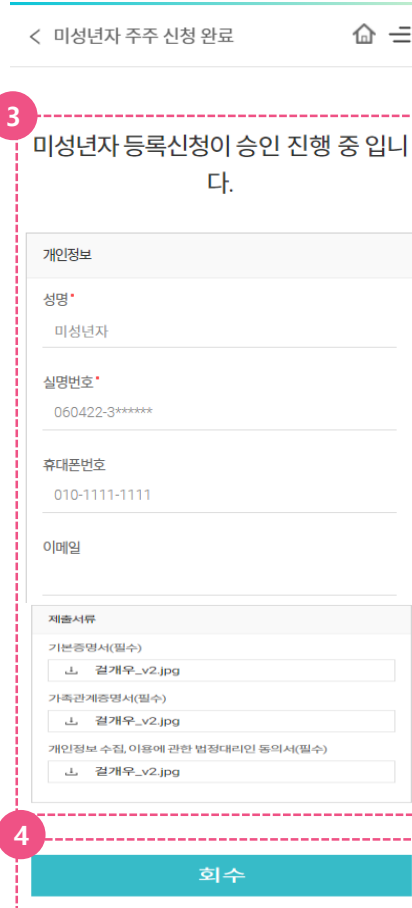 미성년자 주주 신청 완료
3
미성년자 등록신청이 승인 진행 중 입니
다.
개인정보
성명*
미성년자
실명번호*
060422-3******
휴대폰번호
010-1111-1111
이메일
제출서류
기본증명서(필수)
걸개우_v2.jpg
가족관계증명서(필수)
걸개우_v2.jpg
개인정보 수집, 이용에 관한 법정대리인 동의서(필수)
걸개우_v2.jpg
4
회수